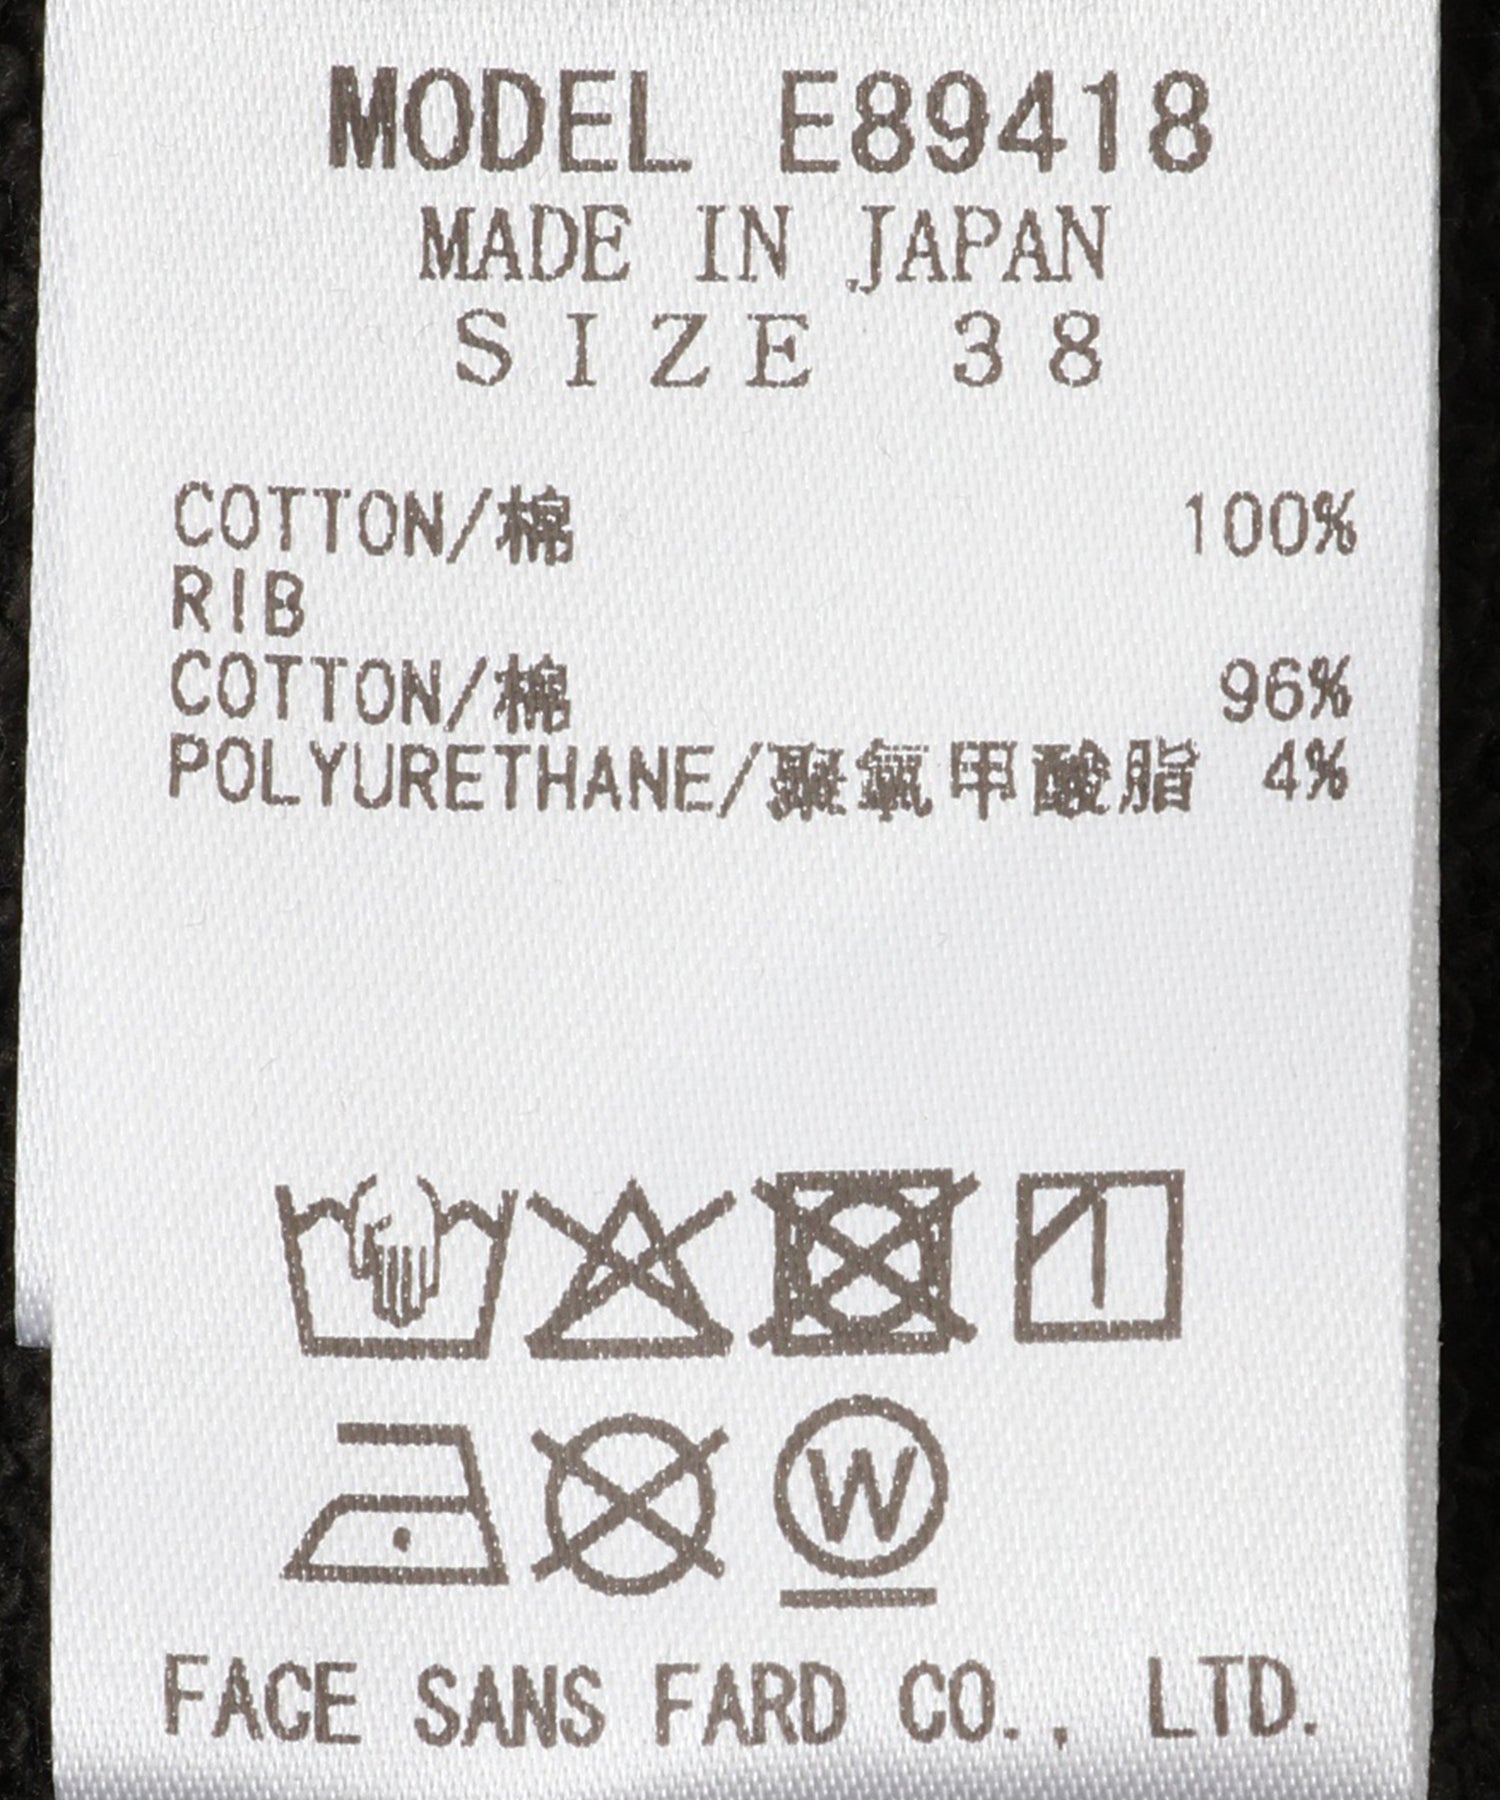 MODEL E89418
MADE IN JAPAN
SIZE 38
COTTON/棉 100%
RIB
COTTON/棉 96%
POLYURETHANE/聚氨甲酸脂 4%
W
FACE SANS FARD CO., LTD.